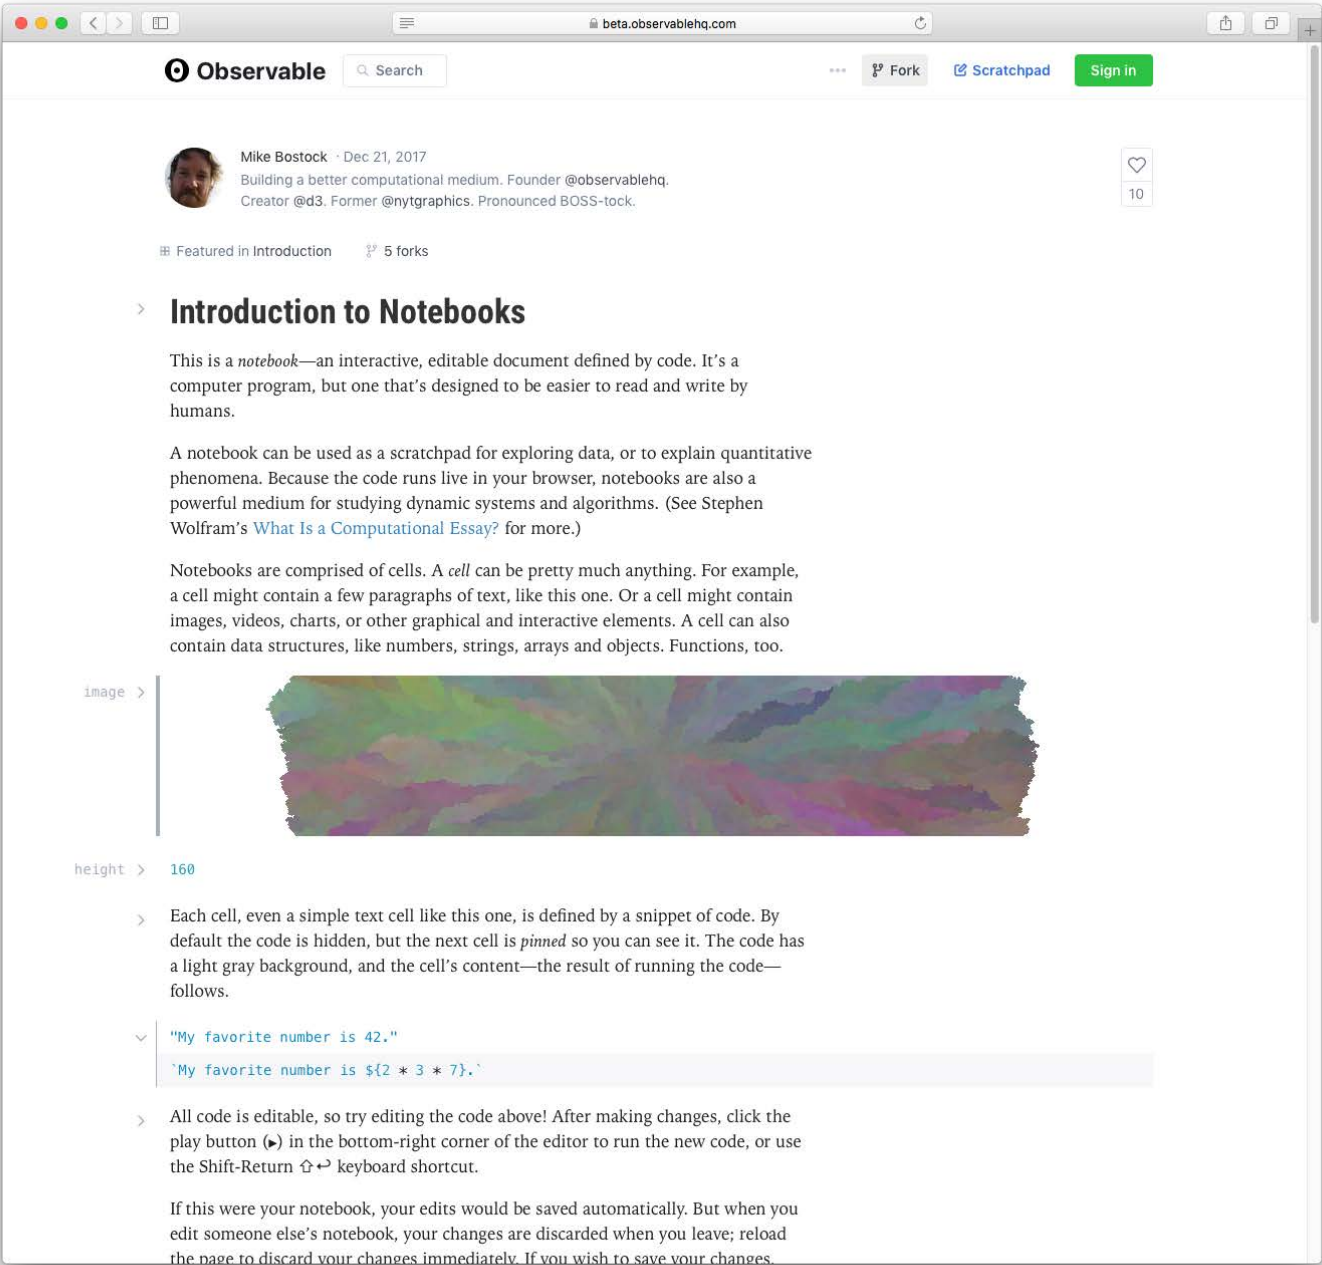 beta.observablehq.com
Observable
Search
Fork
Scratchpad
Sign in
Mike Bostock · Dec 21, 2017
Building a better computational medium. Founder @observablehq.
Creator @d3. Former @nytgraphics. Pronounced BOSS-tock.
10
Featured in Introduction
5 forks
Introduction to Notebooks
This is a notebook—an interactive, editable document defined by code. It’s a
computer program, but one that’s designed to be easier to read and write by
humans.
A notebook can be used as a scratchpad for exploring data, or to explain quantitative
phenomena. Because the code runs live in your browser, notebooks are also a
powerful medium for studying dynamic systems and algorithms. (See Stephen
Wolfram’s What Is a Computational Essay? for more.)
Notebooks are comprised of cells. A cell can be pretty much anything. For example,
a cell might contain a few paragraphs of text, like this one. Or a cell might contain
images, videos, charts, or other graphical and interactive elements. A cell can also
contain data structures, like numbers, strings, arrays and objects. Functions, too.
image
height
160
Each cell, even a simple text cell like this one, is defined by a snippet of code. By
default the code is hidden, but the next cell is pinned so you can see it. The code has
a light gray background, and the cell’s content—the result of running the code—
follows.
"My favorite number is 42."
`My favorite number is ${2 * 3 * 7}.`
All code is editable, so try editing the code above! After making changes, click the
play button (▸) in the bottom-right corner of the editor to run the new code, or use
the Shift-Return ⇧↩ keyboard shortcut.
If this were your notebook, your edits would be saved automatically. But when you
edit someone else’s notebook, your changes are discarded when you leave; reload
the page to discard your changes immediately. If you wish to save your changes,